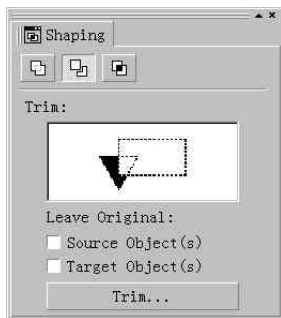 Shaping
Trim:
Leave Original:
Source Object(s)
Target Object(s)
Trim...